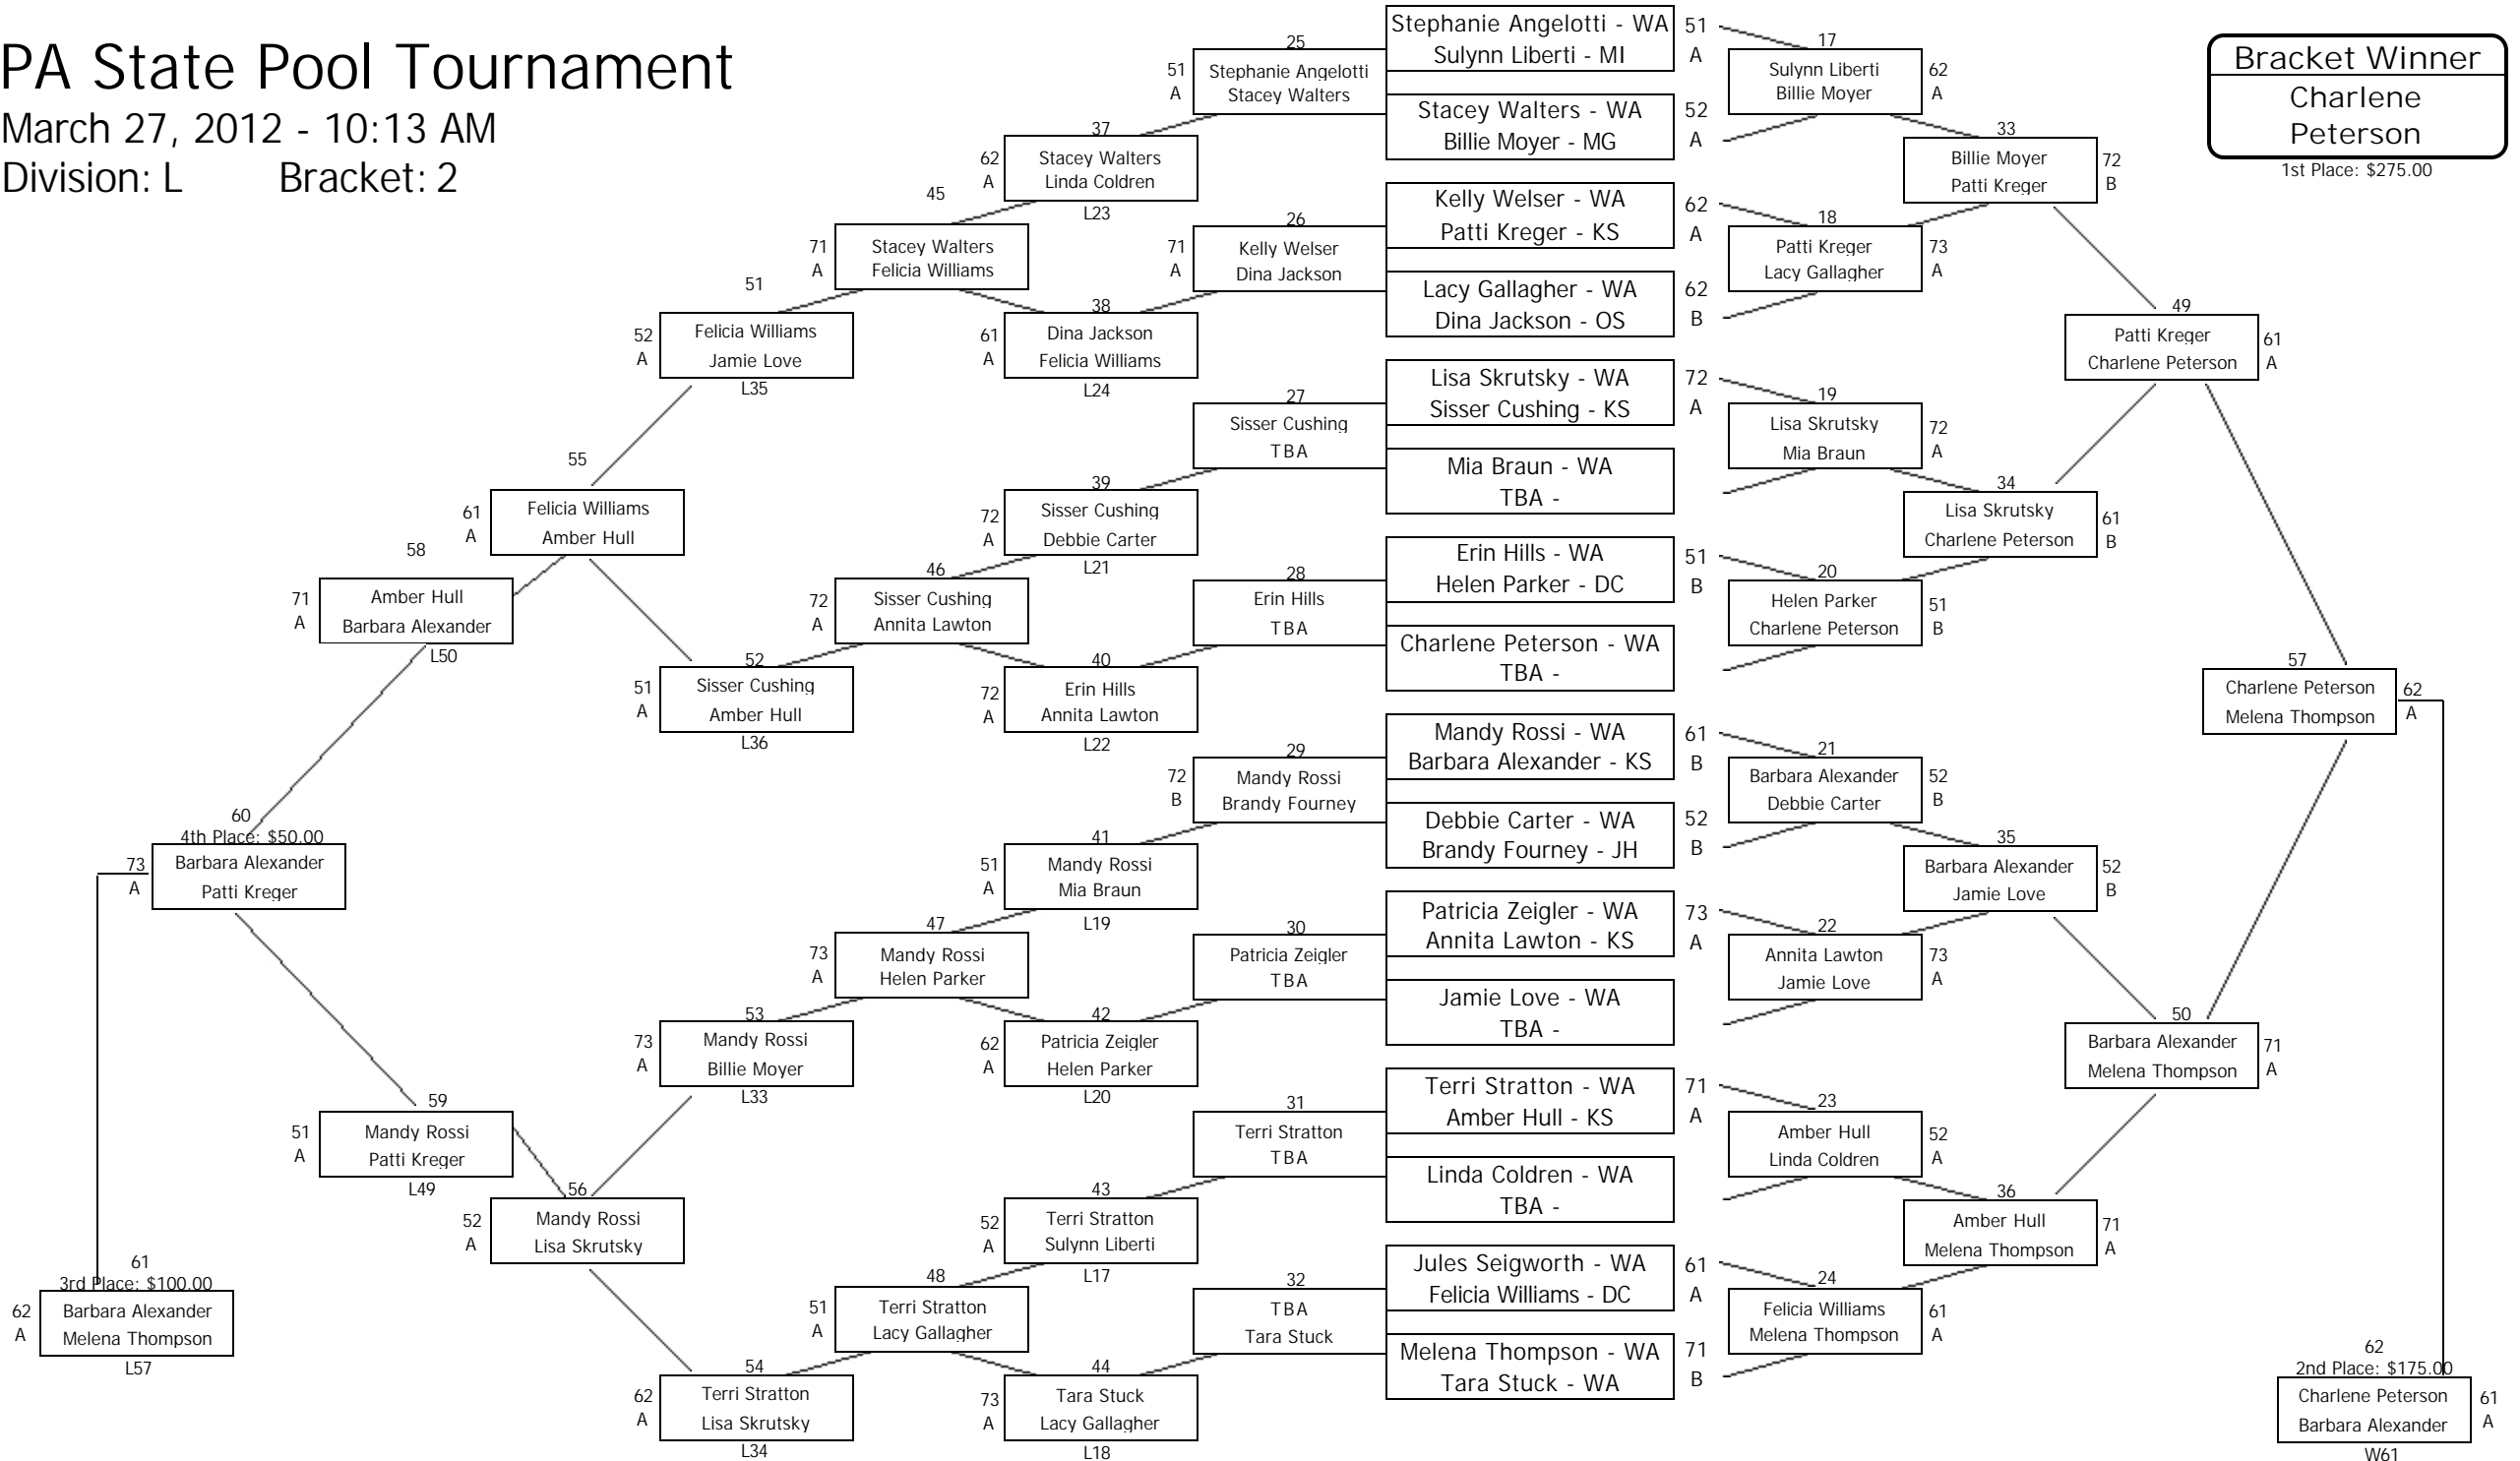 PA State Pool Tournament
March 27, 2012 - 10:13 AM
Division: L Bracket: 2
Bracket Winner
Charlene
Peterson
1st Place: $275.00
Stephanie Angelotti - WA
Sulynn Liberti - MI
51
A
Stacey Walters - WA
Billie Moyer - MG
52
A
Kelly Welser - WA
Patti Kreger - KS
62
A
Lacy Gallagher - WA
Dina Jackson - OS
62
B
Lisa Skrutsky - WA
Sisser Cushing - KS
72
A
Mia Braun - WA
TBA -
Erin Hills - WA
Helen Parker - DC
51
B
Charlene Peterson - WA
TBA -
Mandy Rossi - WA
Barbara Alexander - KS
61
B
Debbie Carter - WA
Brandy Fourney - JH
52
B
Patricia Zeigler - WA
Annita Lawton - KS
73
A
Jamie Love - WA
TBA -
Terri Stratton - WA
Amber Hull - KS
71
A
Linda Coldren - WA
TBA -
Jules Seigworth - WA
Felicia Williams - DC
61
A
Melena Thompson - WA
Tara Stuck - WA
71
B
17
Sulynn Liberti
Billie Moyer
62
A
18
Patti Kreger
Lacy Gallagher
73
A
19
Lisa Skrutsky
Mia Braun
72
A
20
Helen Parker
Charlene Peterson
51
B
21
Barbara Alexander
Debbie Carter
52
B
22
Annita Lawton
Jamie Love
73
A
23
Amber Hull
Linda Coldren
52
A
24
Felicia Williams
Melena Thompson
61
A
33
Billie Moyer
Patti Kreger
72
B
34
Lisa Skrutsky
Charlene Peterson
61
B
35
Barbara Alexander
Jamie Love
52
B
36
Amber Hull
Melena Thompson
71
A
49
Patti Kreger
Charlene Peterson
61
A
50
Barbara Alexander
Melena Thompson
71
A
57
Charlene Peterson
Melena Thompson
62
A
62
2nd Place: $175.00
Charlene Peterson
Barbara Alexander
61
A
W61
25
51
A
Stephanie Angelotti
Stacey Walters
26
71
A
Kelly Welser
Dina Jackson
27
Sisser Cushing
TBA
28
Erin Hills
TBA
29
72
B
Mandy Rossi
Brandy Fourney
30
Patricia Zeigler
TBA
31
Terri Stratton
TBA
32
TBA
Tara Stuck
37
62
A
Stacey Walters
Linda Coldren
L23
38
61
A
Dina Jackson
Felicia Williams
L24
39
72
A
Sisser Cushing
Debbie Carter
L21
40
72
A
Erin Hills
Annita Lawton
L22
41
51
A
Mandy Rossi
Mia Braun
L19
42
62
A
Patricia Zeigler
Helen Parker
L20
43
52
A
Terri Stratton
Sulynn Liberti
L17
44
73
A
Tara Stuck
Lacy Gallagher
L18
45
71
A
Stacey Walters
Felicia Williams
46
72
A
Sisser Cushing
Annita Lawton
47
73
A
Mandy Rossi
Helen Parker
48
51
A
Terri Stratton
Lacy Gallagher
51
52
A
Felicia Williams
Jamie Love
L35
52
51
A
Sisser Cushing
Amber Hull
L36
53
73
A
Mandy Rossi
Billie Moyer
L33
54
62
A
Terri Stratton
Lisa Skrutsky
L34
55
61
A
Felicia Williams
Amber Hull
56
52
A
Mandy Rossi
Lisa Skrutsky
58
71
A
Amber Hull
Barbara Alexander
L50
59
51
A
Mandy Rossi
Patti Kreger
L49
60
4th Place: $50.00
73
A
Barbara Alexander
Patti Kreger
61
3rd Place: $100.00
62
A
Barbara Alexander
Melena Thompson
L57